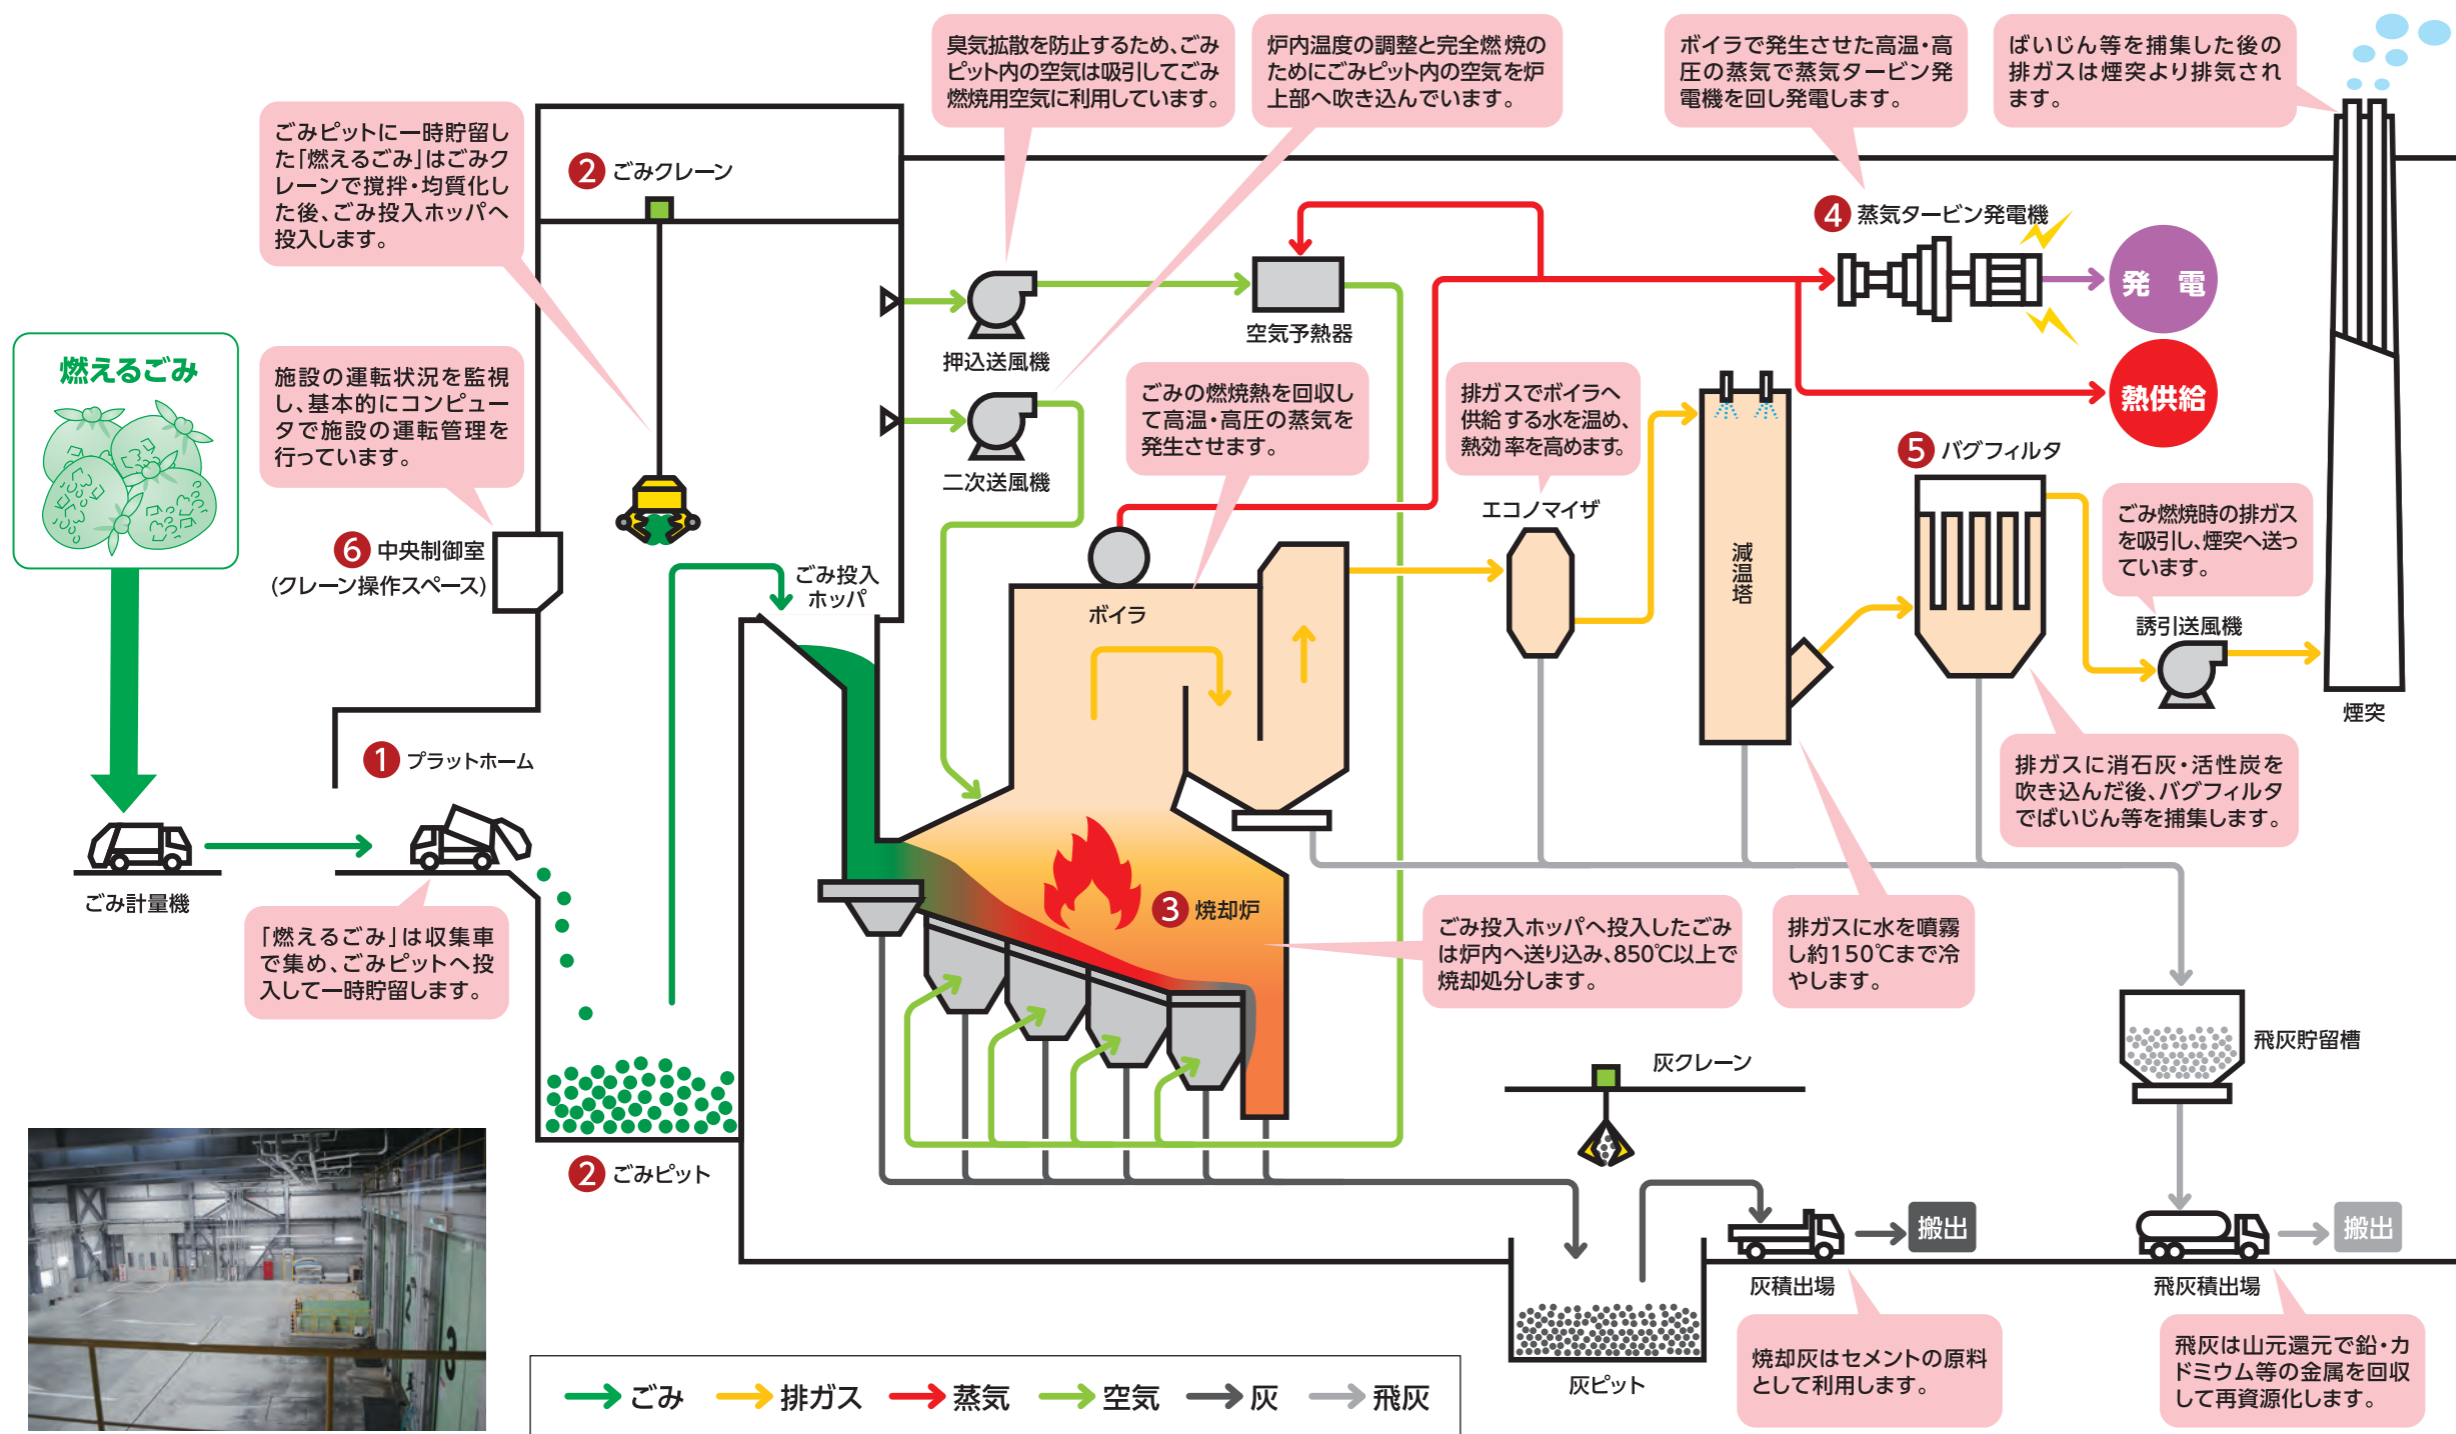 臭気拡散を防止するため、ごみ
ピット内の空気は吸引してごみ
燃焼用空気に利用しています。
炉内温度の調整と完全燃焼の
ためにごみピット内の空気を炉
上部へ吹き込んでいます。
ボイラで発生させた高温・高
圧の蒸気で蒸気タービン発
電機を回し発電します。
ばいじん等を捕集した後の
排ガスは煙突より排気され
ます。
ごみピットに一時貯留し
た「燃えるごみ」はごみク
レーンで撹拌・均質化し
た後、ごみ投入ホッパへ
投入します。
2 ごみクレーン
4 蒸気タービン発電機
発 電
熱供給
押込送風機
空気予熱器
二次送風機
燃えるごみ
施設の運転状況を監視
し、基本的にコンピュー
タで施設の運転管理を
行っています。
ごみの燃焼熱を回収し
て高温・高圧の蒸気を
発生させます。
排ガスでボイラへ
供給する水を温め、
熱効率を高めます。
5 バグフィルタ
エコノマイザ
減温塔
ごみ燃焼時の排ガス
を吸引し、煙突へ送っ
ています。
誘引送風機
煙突
6 中央制御室
(クレーン操作スペース)
ごみ投入
ホッパ
ボイラ
1 プラットホーム
ごみ計量機
「燃えるごみ」は収集車
で集め、ごみピットへ投
入して一時貯留します。
排ガスに消石灰・活性炭を
吹き込んだ後、バグフィルタ
でばいじん等を捕集します。
3 焼却炉
ごみ投入ホッパへ投入したごみ
は炉内へ送り込み、850℃以上で
焼却処分します。
排ガスに水を噴霧
し約150℃まで冷
やします。
飛灰貯留槽
灰クレーン
2 ごみピット
搬出
搬出
灰積出場
飛灰積出場
灰ピット
焼却灰はセメントの原料
として利用します。
飛灰は山元還元で鉛・カ
ドミウム等の金属を回収
して再資源化します。
2
3
ごみ 排ガス 蒸気 空気 灰 飛灰